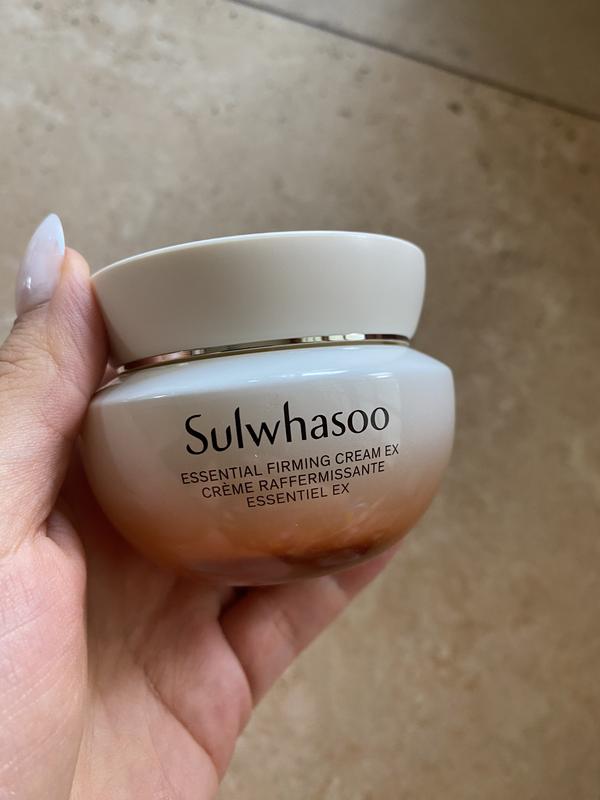 Sulwhasoo
ESSENTIAL FIRMING CREAM EX
CRÈME RAFFERMISSANTE
ESSENTIEL EX